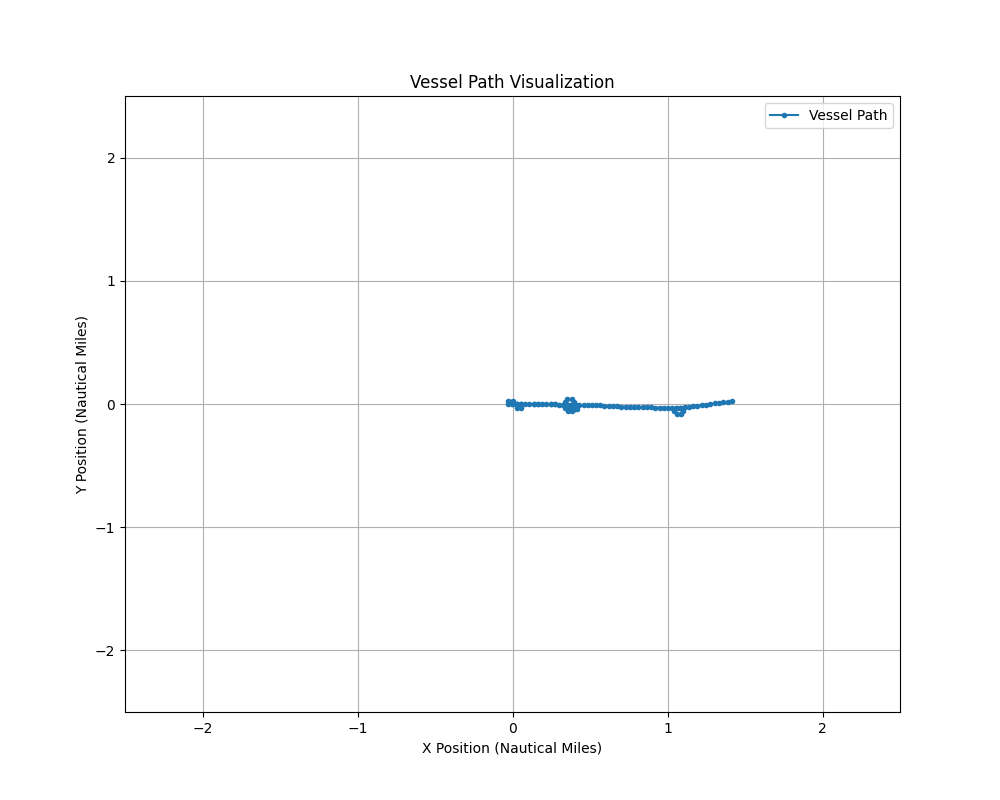 Vessel Path Visualization
Vessel Path
2
1
0
−1
−2
Y Position (Nautical Miles)
−2
−1
0
1
2
X Position (Nautical Miles)